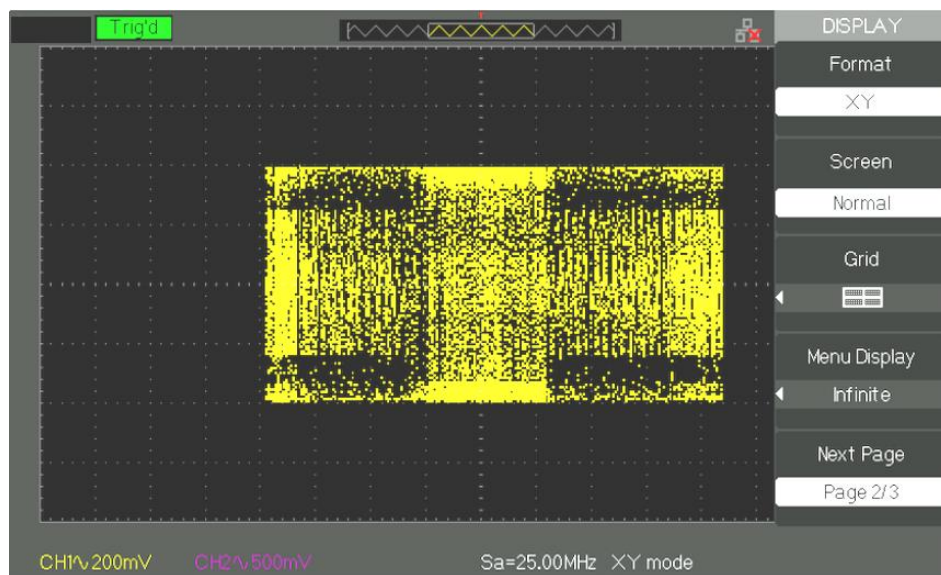 Trig'd
DISPLAY
Format
XY
Screen
Normal
Grid
Menu Display
Infinite
Next Page
Page 2/3
CH1∿200mV CH2∿500mV Sa=25.00MHz XY mode